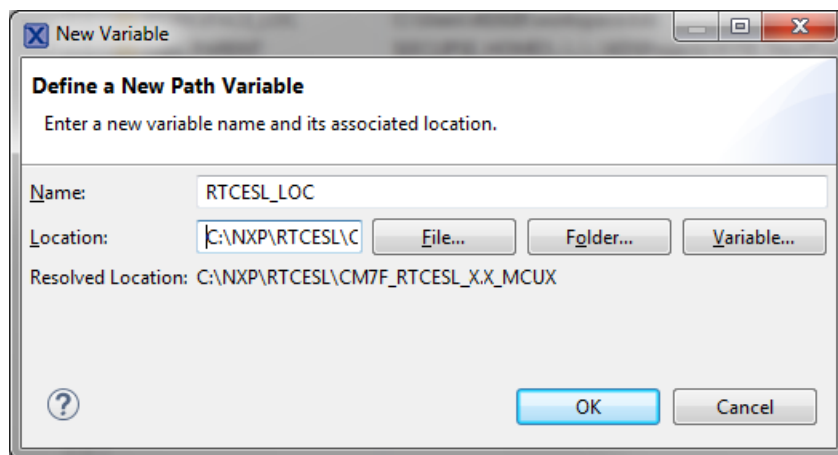 New Variable
Define a New Path Variable
Enter a new variable name and its associated location.
Name: RTCESL_LOC
Location: C:\NXP\RTCESL\C File... Folder... Variable...
Resolved Location: C:\NXP\RTCESL\CM7F_RTCESL_X.X_MCUX
? OK Cancel